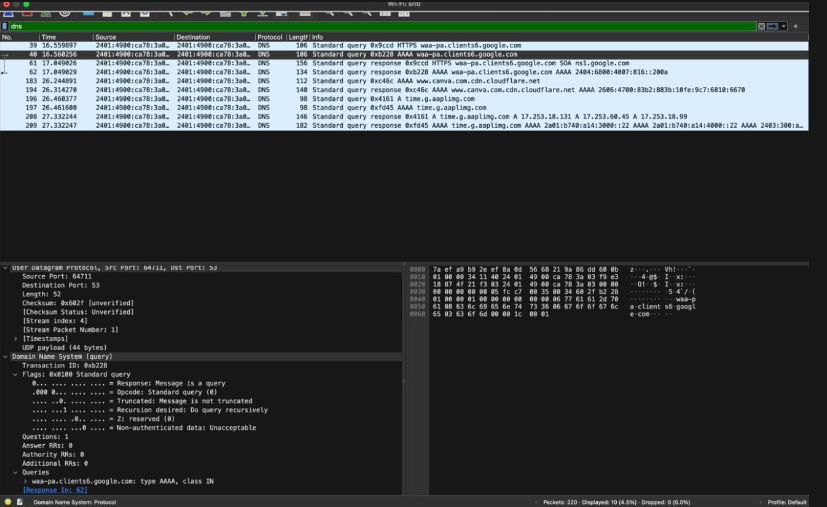 Wi-Fi: en0
dns
No. Time Source Destination Protocol Length Info
39 16.559897 2401:4900:ca78:3a0… 2401:4900:ca78:3a0… DNS 106 Standard query 0x9ccd HTTPS waa-pa.clients6.google.com
40 16.560256 2401:4900:ca78:3a0… 2401:4900:ca78:3a0… DNS 106 Standard query 0xb228 AAAA waa-pa.clients6.google.com
61 17.049026 2401:4900:ca78:3a0… 2401:4900:ca78:3a0… DNS 156 Standard query response 0x9ccd HTTPS waa-pa.clients6.google.com SOA ns1.google.com
62 17.049029 2401:4900:ca78:3a0… 2401:4900:ca78:3a0… DNS 134 Standard query response 0xb228 AAAA waa-pa.clients6.google.com AAAA 2404:6800:4007:816::200a
183 26.244891 2401:4900:ca78:3a0… 2401:4900:ca78:3a0… DNS 112 Standard query 0xc46c AAAA www.canva.com.cdn.cloudflare.net
194 26.314270 2401:4900:ca78:3a0… 2401:4900:ca78:3a0… DNS 140 Standard query response 0xc46c AAAA www.canva.com.cdn.cloudflare.net AAAA 2606:4700:83b2:883b:10fe:9c7:6810:6670
196 26.460377 2401:4900:ca78:3a0… 2401:4900:ca78:3a0… DNS 98 Standard query 0x4161 A time.g.aaplimg.com
197 26.461600 2401:4900:ca78:3a0… 2401:4900:ca78:3a0… DNS 98 Standard query 0xfd45 AAAA time.g.aaplimg.com
208 27.332244 2401:4900:ca78:3a0… 2401:4900:ca78:3a0… DNS 146 Standard query response 0x4161 A time.g.aaplimg.com A 17.253.18.131 A 17.253.60.45 A 17.253.18.99
209 27.332247 2401:4900:ca78:3a0… 2401:4900:ca78:3a0… DNS 182 Standard query response 0xfd45 AAAA time.g.aaplimg.com AAAA 2a01:b740:a14:3000::22 AAAA 2a01:b740:a14:4000::22 AAAA 2403:300:a…
User Datagram Protocol, Src Port: 64711, Dst Port: 53
Source Port: 64711
Destination Port: 53
Length: 52
Checksum: 0x602f [unverified]
[Checksum Status: Unverified]
[Stream index: 4]
[Stream Packet Number: 1]
[Timestamps]
UDP payload (44 bytes)
Domain Name System (query)
Transaction ID: 0xb228
Flags: 0x0100 Standard query
0... .... .... .... = Response: Message is a query
.000 0... .... .... = Opcode: Standard query (0)
.... ..0. .... .... = Truncated: Message is not truncated
.... ...1 .... .... = Recursion desired: Do query recursively
.... .... .0.. .... = Z: reserved (0)
.... .... ...0 .... = Non-authenticated data: Unacceptable
Questions: 1
Answer RRs: 0
Authority RRs: 0
Additional RRs: 0
Queries
waa-pa.clients6.google.com: type AAAA, class IN
[Response In: 62]
0000 7a ef a9 b9 2e ef 8a 0d 56 68 21 9a 86 dd 60 0b
0010 01 00 00 34 11 40 24 01 49 00 ca 78 3a 03 f9 e3
0020 18 87 4f 21 f3 03 24 01 49 00 ca 78 3a 03 00 00
0030 00 00 00 00 00 05 fc c7 00 35 00 34 60 2f b2 28
0040 01 00 00 01 00 00 00 00 00 00 06 77 61 61 2d 70
0050 61 08 63 6c 69 65 6e 74 73 36 06 67 6f 6f 67 6c
0060 65 03 63 6f 6d 00 00 1c 00 01
Domain Name System: Protocol
Packets: 220 · Displayed: 10 (4.5%) · Dropped: 0 (0.0%)
Profile: Default